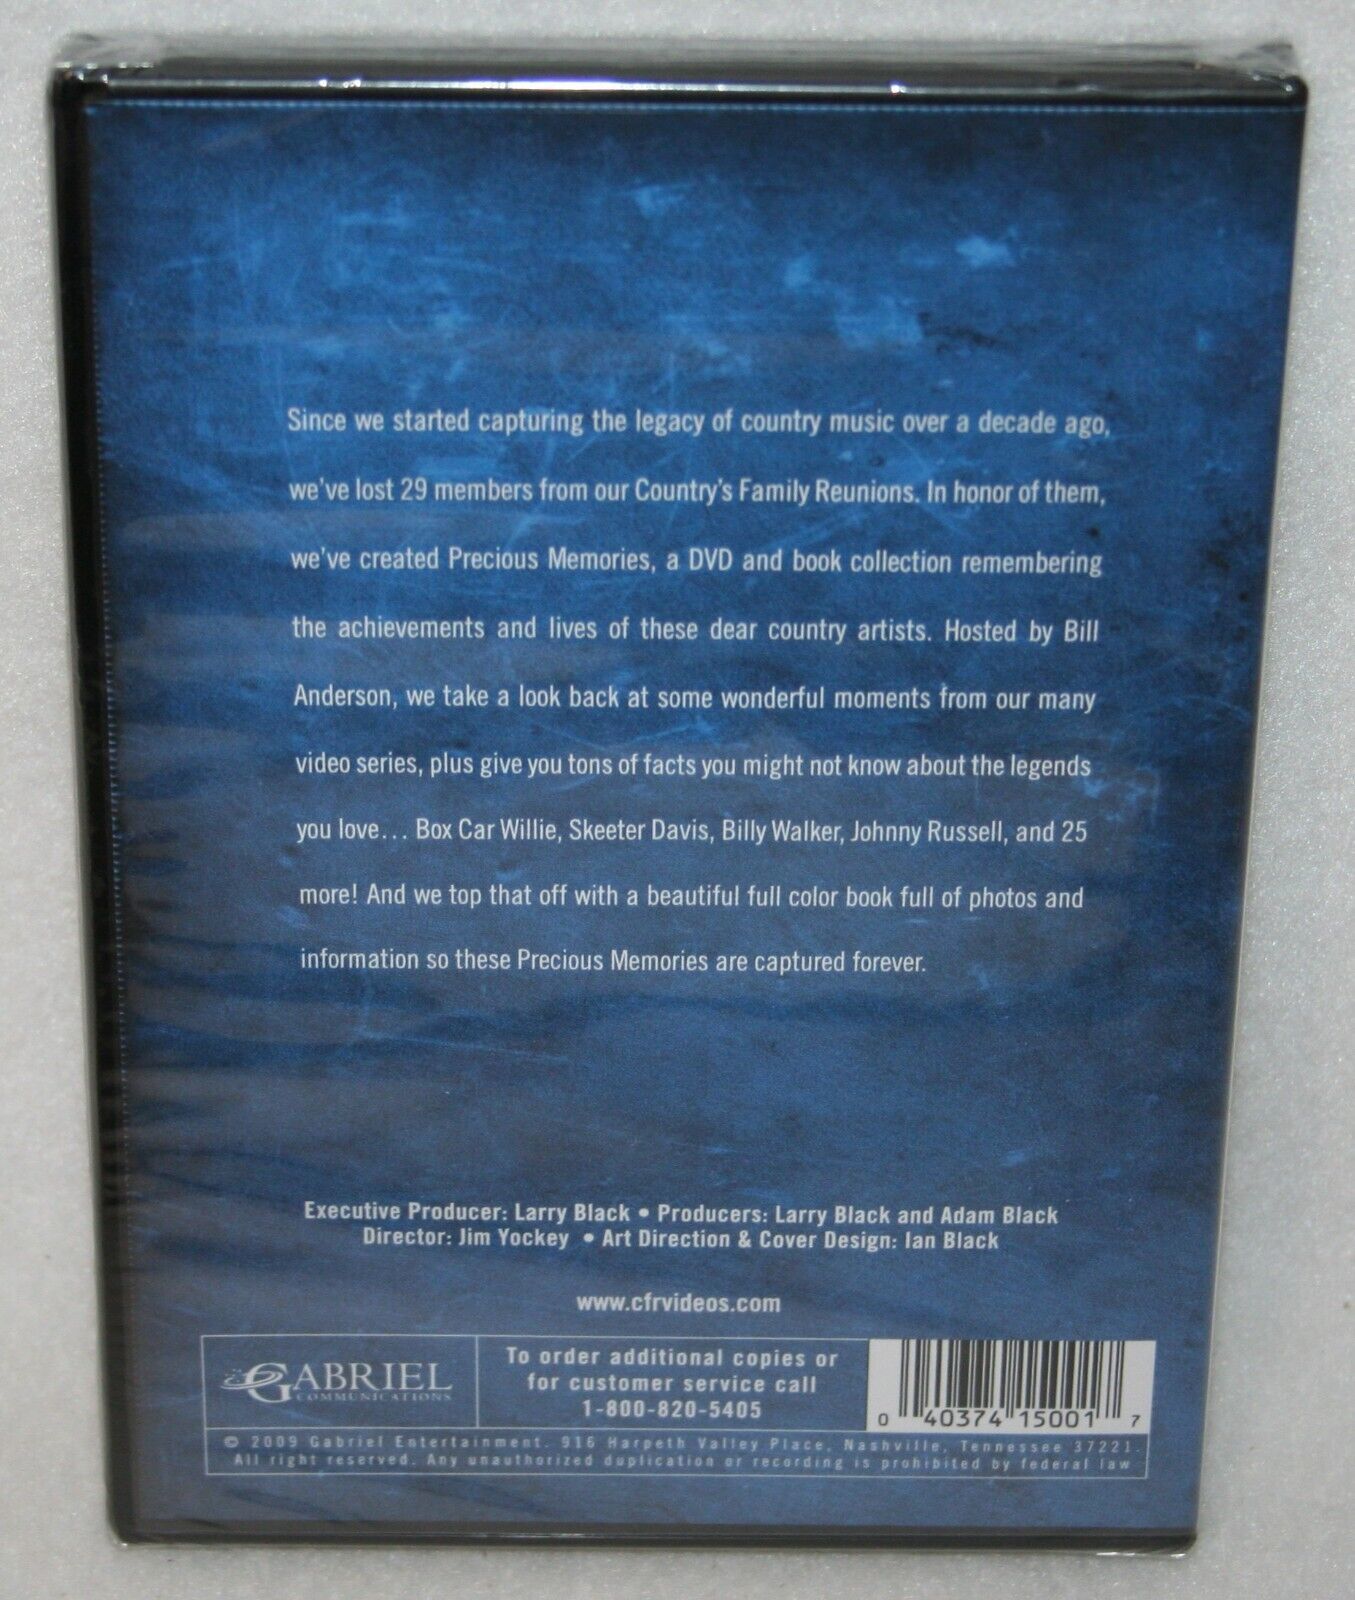 Since we started capturing the legacy of country music over a decade ago,
we've lost 29 members from our Country's Family Reunions. In honor of them,
we've created Precious Memories, a DVD and book collection remembering
the achievements and lives of these dear country artists. Hosted by Bill
Anderson, we take a look back at some wonderful moments from our many
video series, plus give you tons of facts you might not know about the legends
you love... Box Car Willie, Skeeter Davis, Billy Walker, Johnny Russell, and 25
more! And we top that off with a beautiful full color book full of photos and
information so these Precious Memories are captured forever.
Executive Producer: Larry Black • Producers: Larry Black and Adam Black
Director: Jim Yockey • Art Direction & Cover Design: Ian Black
www.cfrvideos.com
GABRIEL
COMMUNICATIONS
To order additional copies or
for customer service call
1-800-820-5405
0 40374 15001 7
© 2009 Gabriel Entertainment. 916 Harpeth Valley Place, Nashville, Tennessee 37221.
All right reserved. Any unauthorized duplication or recording is prohibited by federal law